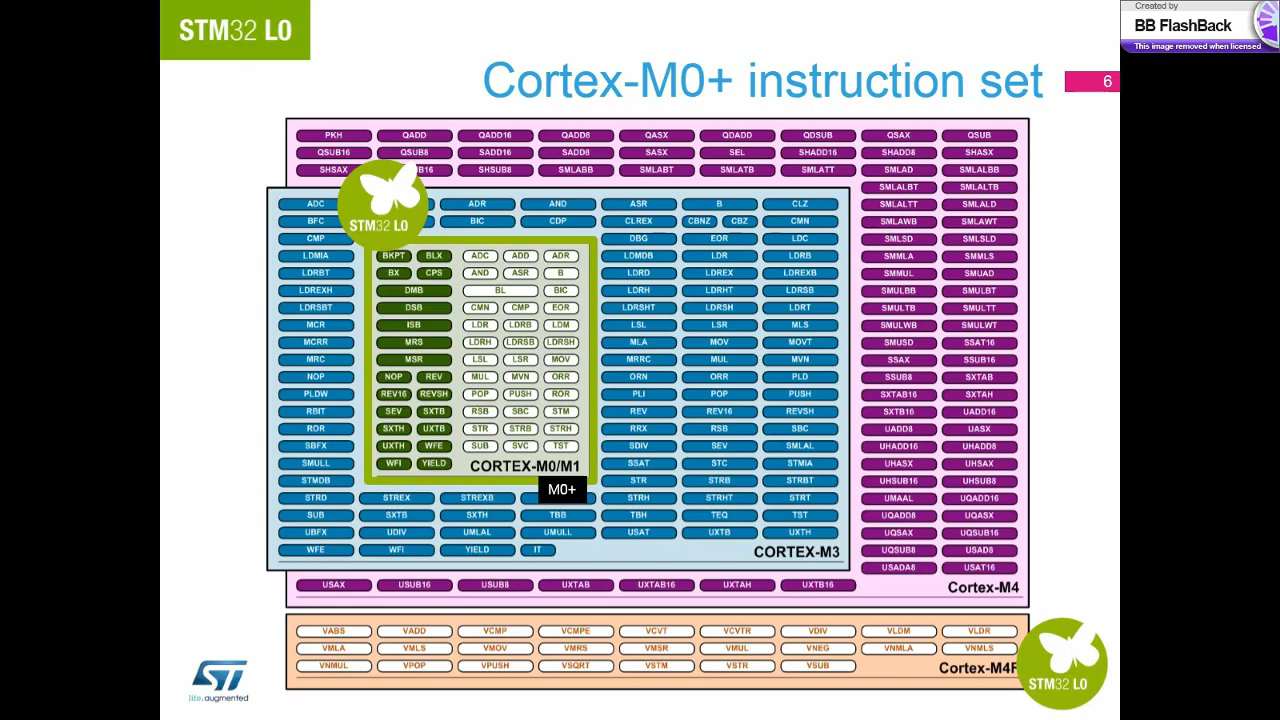 STM32 L0
Created by
BB FlashBack
This image removed when licensed
Cortex-M0+ instruction set
6
PKH QADD QADD16 QADD8 QASX QDADD QDSUB QSAX QSUB
QSUB16 QSUB8 SADD16 SADD8 SASX SEL SHADD16 SHADD8 SHASX
SHSAX UB16 SHSUB8 SMLABB SMLABT SMLATB SMLATT SMLAD SMLALBB
SMLALBT SMLALTB
STM32 L0
ADC ADR AND ASR B CLZ SMLALTT SMLALD
BFC BIC CDP CLREX CBNZ CBZ CMN SMLAWB SMLAWT
CMP DBG EOR LDC SMLSD SMLSLD
LDMIA BKPT BLX ADC ADD ADR LDMDB LDR LDRB SMMLA SMMLS
LDRBT BX CPS AND ASR B LDRD LDREX LDREXB SMMUL SMUAD
LDREXH DMB BL BIC LDRH LDRHT LDRSB SMULBB SMULBT
LDRSBT DSB CMN CMP EOR LDRSHT LDRSH LDRT SMULTB SMULTT
MCR ISB LDR LDRB LDM LSL LSR MLS SMULWB SMULWT
MCRR MRS LDRH LDRSB LDRSH MLA MOV MOVT SMUSD SSAT16
MRC MSR LSL LSR MOV MRRC MUL MVN SSAX SSUB16
NOP NOP REV MUL MVN ORR ORN ORR PLD SSUB8 SXTAB
PLDW REV16 REVSH POP PUSH ROR PLI POP PUSH SXTAB16 SXTAH
RBIT SEV SXTB RSB SBC STM REV REV16 REVSH SXTB16 UADD16
ROR SXTH UXTB STR STRB STRH RRX RSB SBC UADD8 UASX
SBFX UXTH WFE SUB SVC TST SDIV SEV SMLAL UHADD16 UHADD8
SMULL WFI YIELD CORTEX-M0/M1 SSAT STC STMIA UHASX UHSAX
STMDB STR STRB STRBT UHSUB16 UHSUB8
M0+
STRD STREX STREXB STRH STRHT STRT UMAAL UQADD16
SUB SXTB SXTH TBB TBH TEQ TST UQADD8 UQASX
UBFX UDIV UMLAL UMULL USAT UXTB UXTH UQSAX UQSUB16
WFE WFI YIELD IT CORTEX-M3 UQSUB8 USAD8
USADA8 USAT16
USAX USUB16 USUB8 UXTAB UXTAB16 UXTAH UXTB16 Cortex-M4
VABS VADD VCMP VCMPE VCVT VCVTR VDIV VLDM VLDR
VMLA VMLS VMOV VMRS VMSR VMUL VNEG VNMLA VNMLS
VNMUL VPOP VPUSH VSQRT VSTM VSTR VSUB Cortex-M4F
STM32 L0
ST
life.augmented